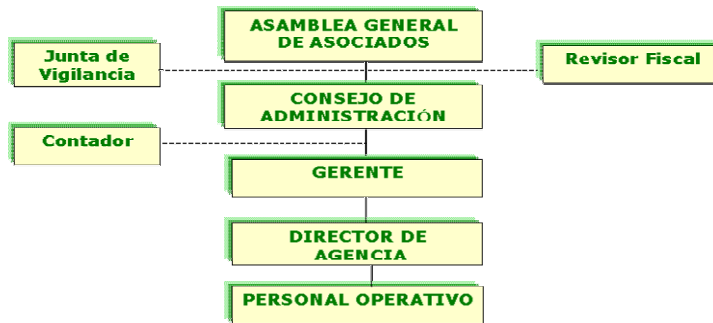 ASAMBLEA GENERAL
DE ASOCIADOS
Junta de
Vigilancia
Revisor Fiscal
CONSEJO DE
ADMINISTRACIÓN
Contador
GERENTE
DIRECTOR DE
AGENCIA
PERSONAL OPERATIVO